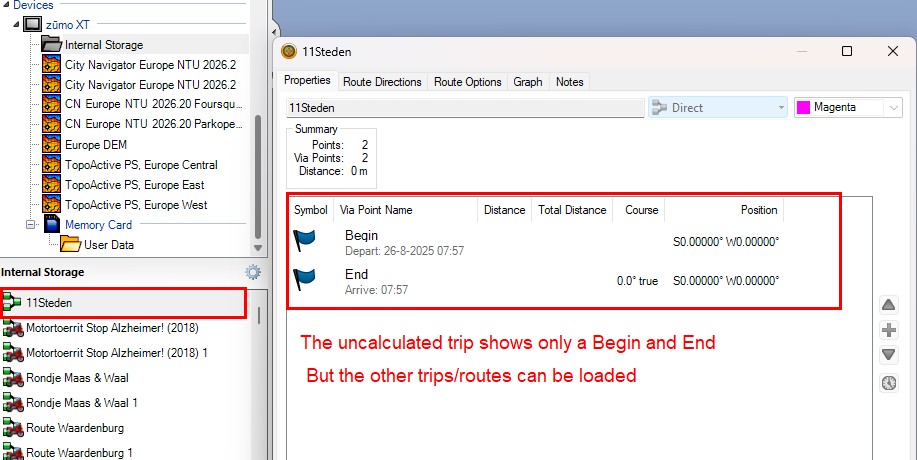 Devices
zūmo XT
Internal Storage
City Navigator Europe NTU 2026.2
City Navigator Europe NTU 2026.2
CN Europe NTU 2026.20 Foursqu...
CN Europe NTU 2026.20 Parkope...
Europe DEM
TopoActive PS, Europe Central
TopoActive PS, Europe East
TopoActive PS, Europe West
Memory Card
User Data
Internal Storage
11Steden
Motortoerrit Stop Alzheimer! (2018)
Motortoerrit Stop Alzheimer! (2018) 1
Rondje Maas & Waal
Rondje Maas & Waal 1
Route Waardenburg
Route Waardenburg 1
11Steden
Properties Route Directions Route Options Graph Notes
11Steden Direct Magenta
Summary
Points: 2
Via Points: 2
Distance: 0 m
Symbol Via Point Name Distance Total Distance Course Position
Begin S0.00000° W0.00000°
Depart: 26-8-2025 07:57
End 0.0° true S0.00000° W0.00000°
Arrive: 07:57
The uncalculated trip shows only a Begin and End
But the other trips/routes can be loaded